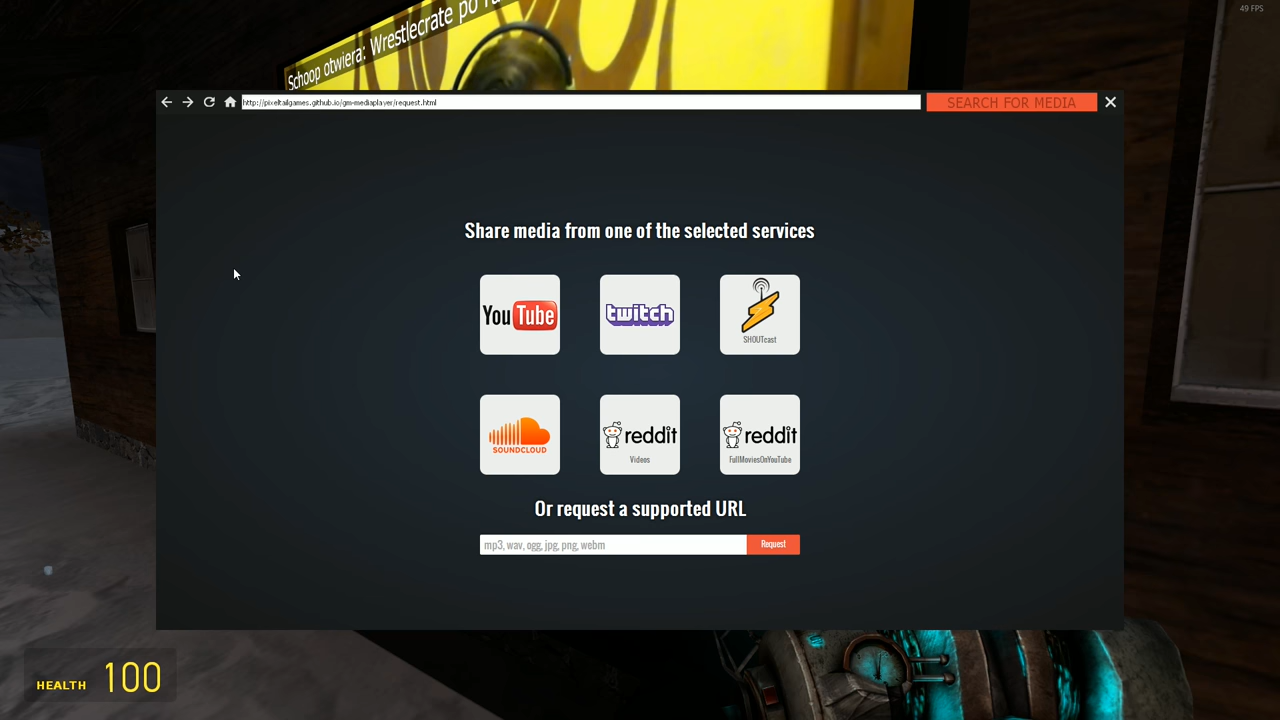 49 FPS
Schoop otwiera: Wrestlecrate po
http://pixeltailgames.github.io/gm-mediaplayer/request.html
SEARCH FOR MEDIA
Share media from one of the selected services
YouTube
twitch
SHOUTcast
SOUNDCLOUD
reddit
Videos
reddit
FullMoviesOnYouTube
Or request a supported URL
mp3, wav, ogg, jpg, png, webm
Request
HEALTH 100